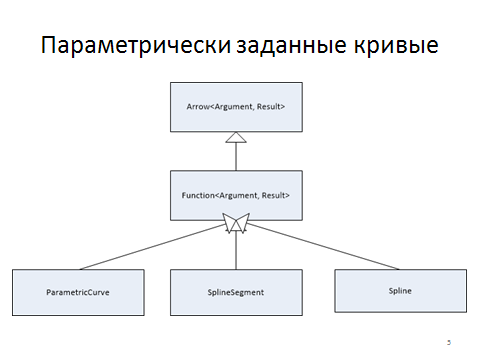 Параметрически заданные кривые
Arrow<Argument, Result>
Function<Argument, Result>
ParametricCurve
SplineSegment
Spline
5